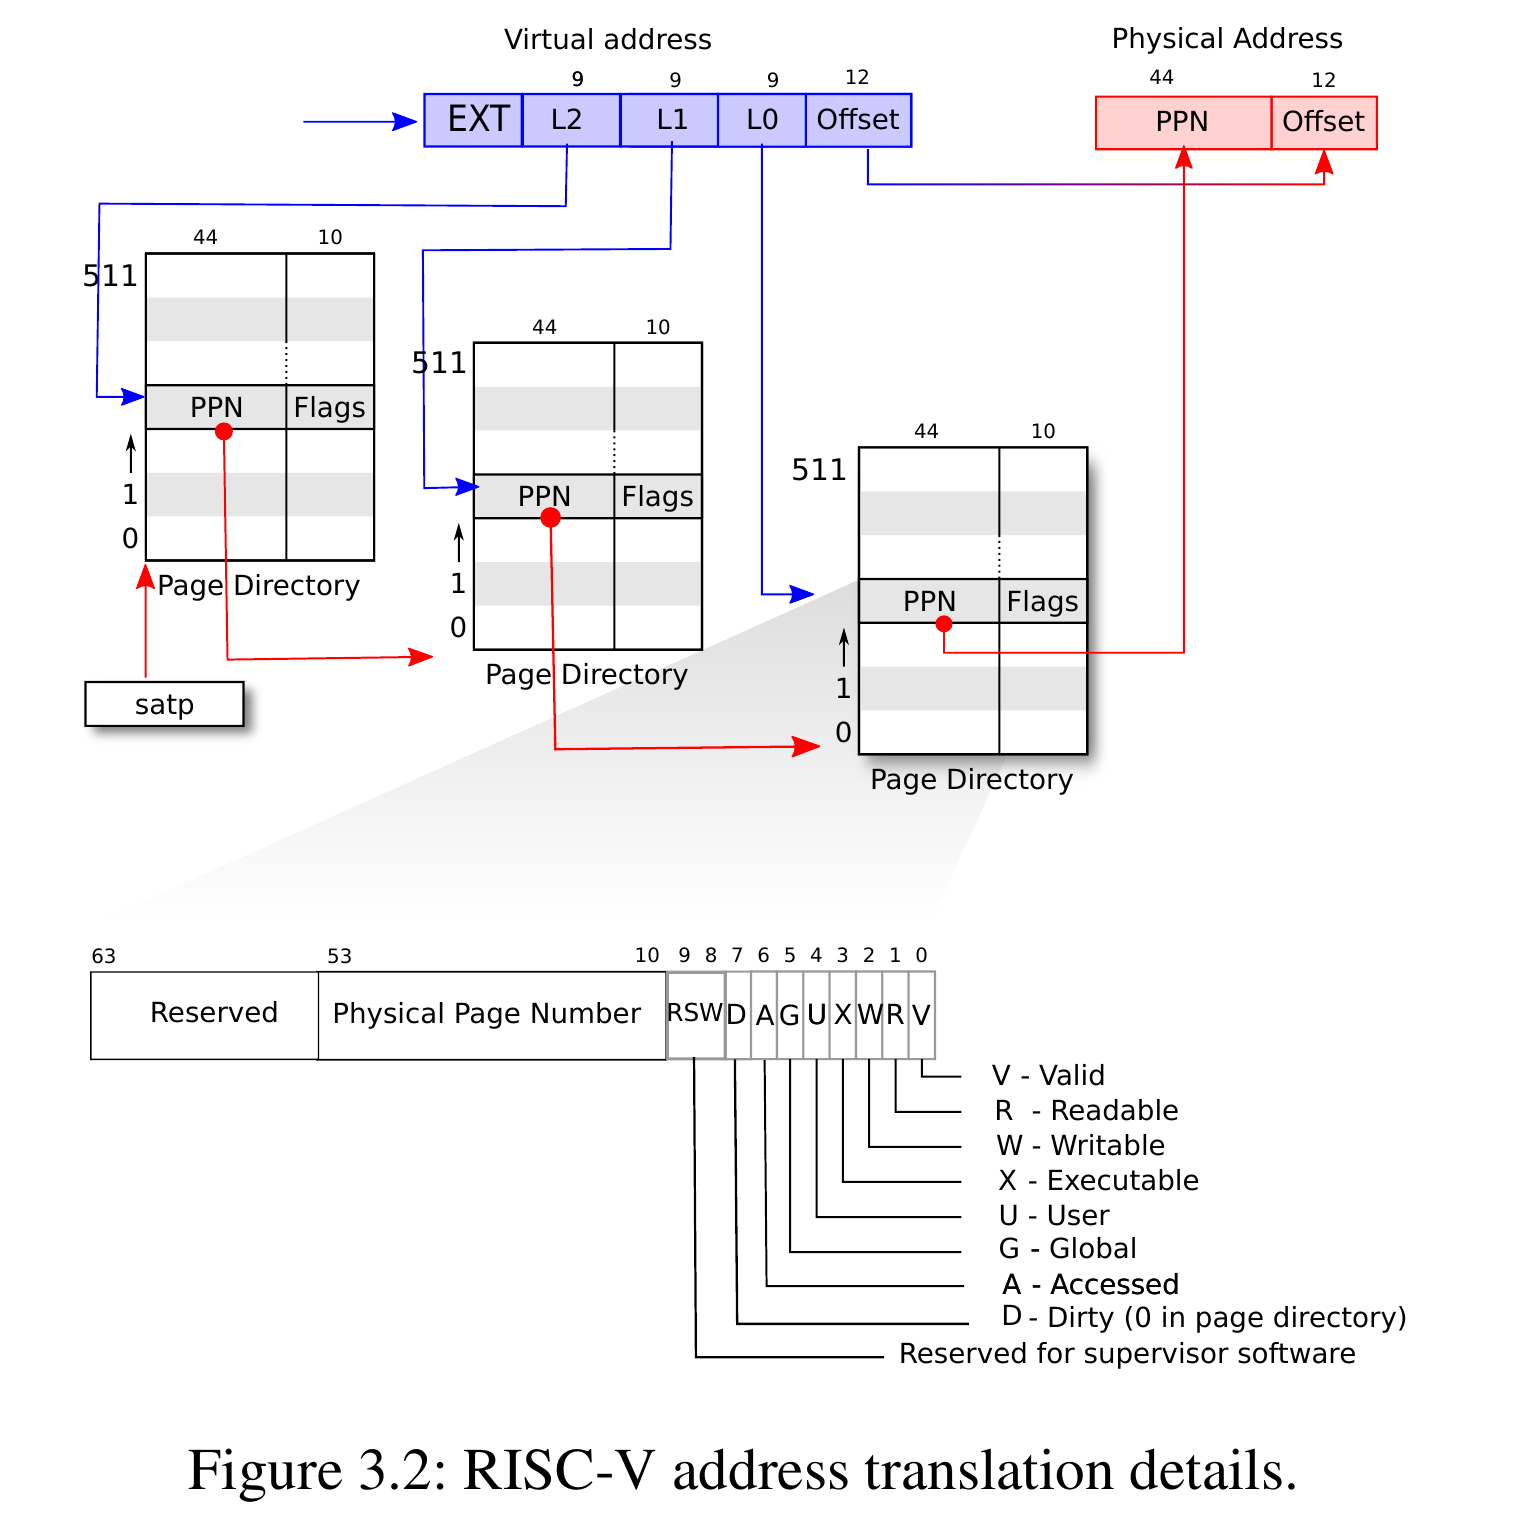 Virtual address
Physical Address
9 9 9 12
44 12
EXT L2 L1 L0 Offset
PPN Offset
44 10
511
PPN Flags
1
0
Page Directory
satp
44 10
511
PPN Flags
1
0
Page Directory
44 10
511
PPN Flags
1
0
Page Directory
63 53 10 9 8 7 6 5 4 3 2 1 0
Reserved Physical Page Number RSW D A G U X W R V
V - Valid
R - Readable
W - Writable
X - Executable
U - User
G - Global
A - Accessed
D - Dirty (0 in page directory)
Reserved for supervisor software
Figure 3.2: RISC-V address translation details.